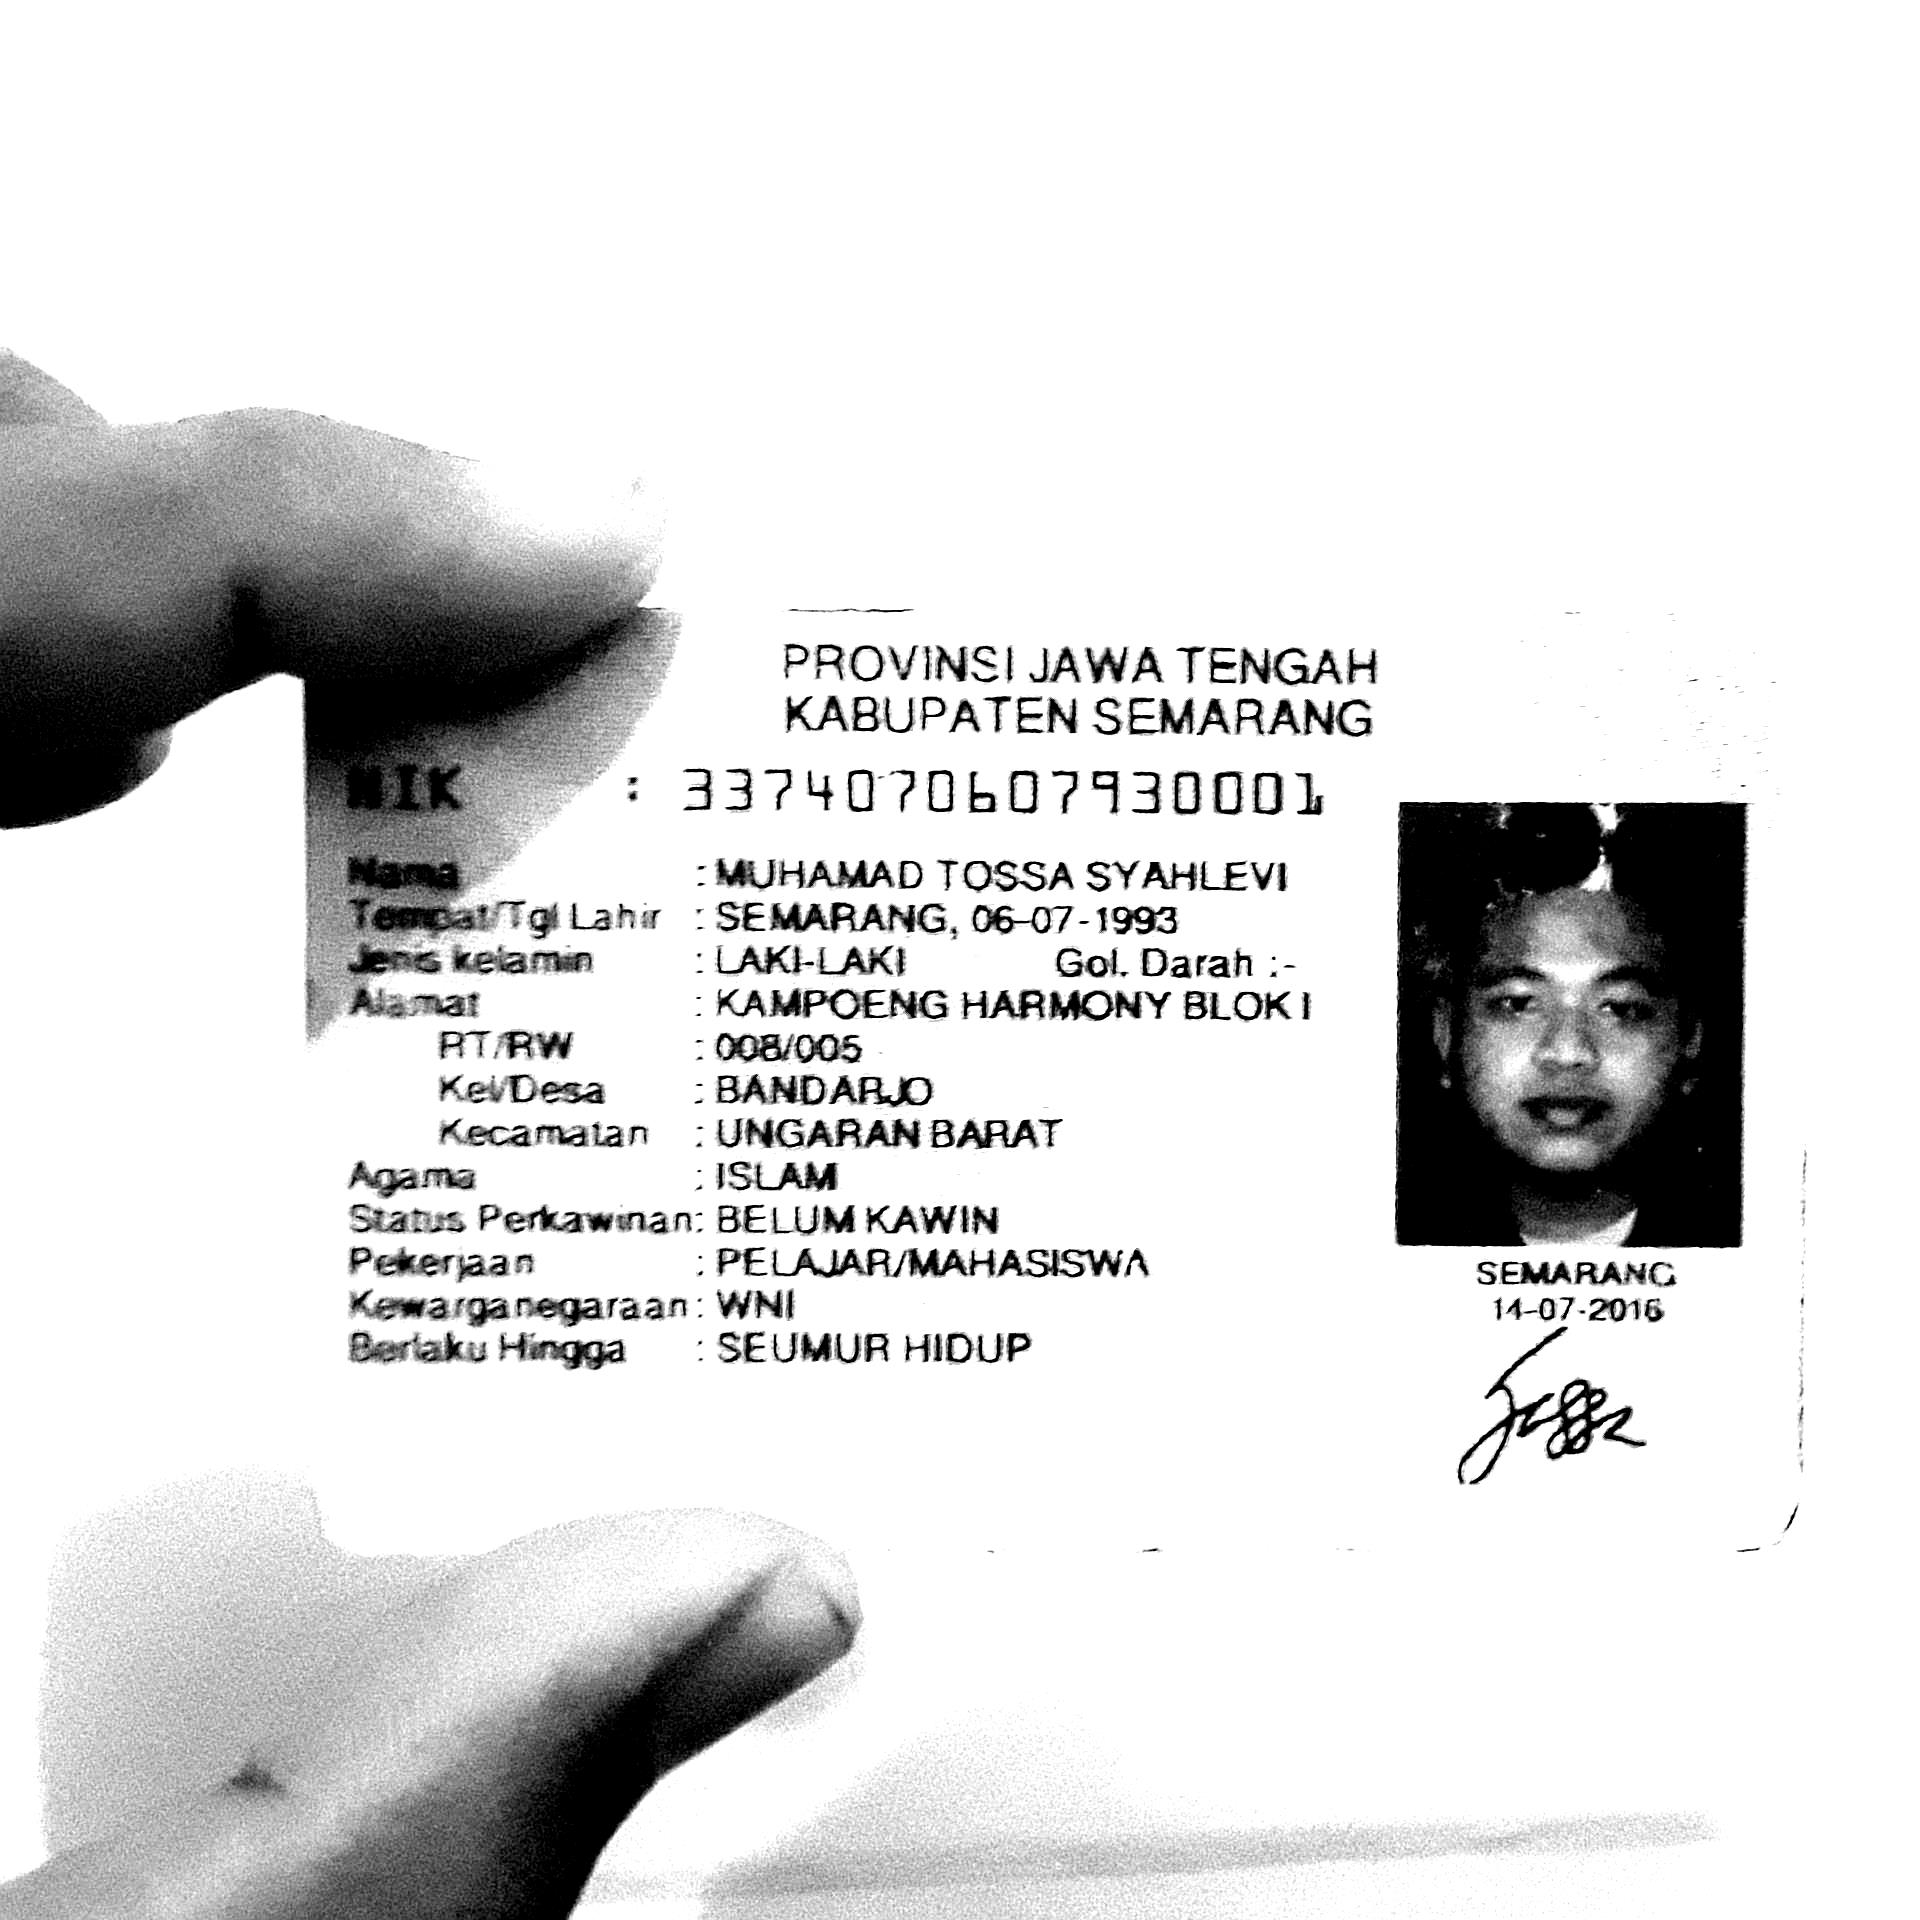 PROVINSI JAWA TENGAH
KABUPATEN SEMARANG
NIK : 3374070607930001
Nama : MUHAMAD TOSSA SYAHLEVI
Tempat/Tgl Lahir : SEMARANG, 06-07-1993
Jenis kelamin : LAKI-LAKI Gol. Darah :-
Alamat : KAMPOENG HARMONY BLOK I
RT/RW : 008/005
Kel/Desa : BANDARJO
Kecamatan : UNGARAN BARAT
Agama : ISLAM
Status Perkawinan: BELUM KAWIN
Pekerjaan : PELAJAR/MAHASISWA
Kewarganegaraan: WNI
Berlaku Hingga : SEUMUR HIDUP
SEMARANG
14-07-2016
Tossa